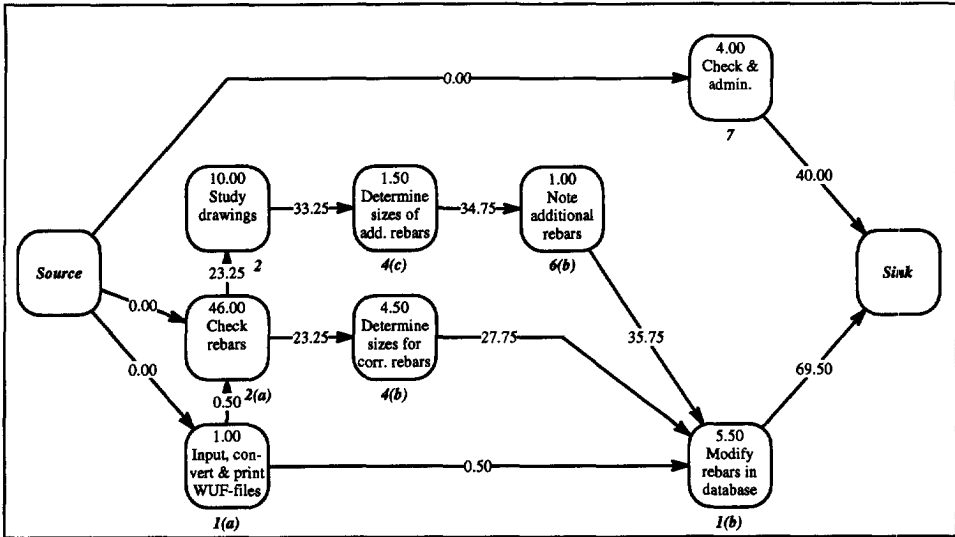 4.00
Check &
admin.
7
0.00
40.00
10.00
Study
drawings
2
33.25
1.50
Determine
sizes of
add. rebars
4(c)
34.75
1.00
Note
additional
rebars
6(b)
Source
Sink
23.25
0.00
46.00
Check
rebars
2(a)
23.25
4.50
Determine
sizes for
corr. rebars
4(b)
27.75
35.75
0.00
0.50
69.50
1.00
Input, con-
vert & print
WUF-files
1(a)
0.50
5.50
Modify
rebars in
database
1(b)